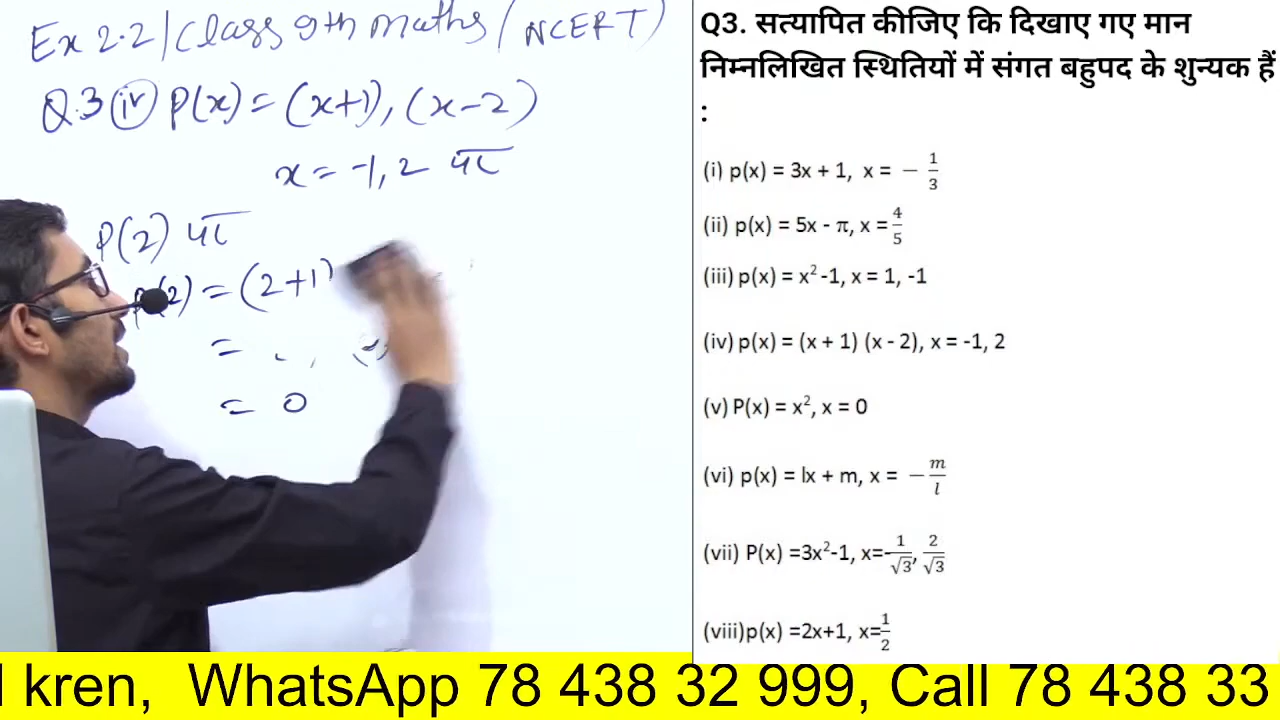 Ex 2.2/Class 9th maths/(NCERT)
Q.3 (iv) P(x) = (x+1), (x-2)
x = -1, 2 पर
P(2) पर
P(2) = (2+1)
=
= 0
Q3. सत्यापित कीजिए कि दिखाए गए मान
निम्नलिखित स्थितियों में संगत बहुपद के शुन्यक हैं
:
(i) p(x) = 3x + 1, x = − 1/3
(ii) p(x) = 5x - π, x = 4/5
(iii) p(x) = x² -1, x = 1, -1
(iv) p(x) = (x + 1) (x - 2), x = -1, 2
(v) P(x) = x², x = 0
(vi) p(x) = lx + m, x = − m/l
(vii) P(x) =3x²-1, x=-1/√3, 2/√3
(viii)p(x) =2x+1, x=1/2
kren, WhatsApp 78 438 32 999, Call 78 438 33